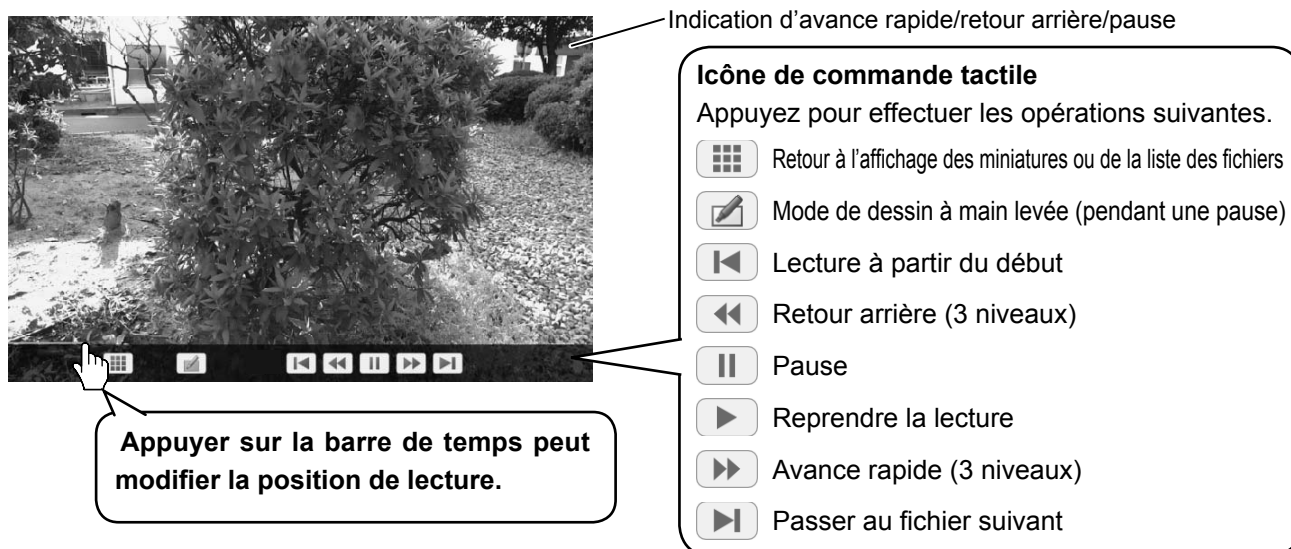 Indication d’avance rapide/retour arrière/pause
Icône de commande tactile
Appuyez pour effectuer les opérations suivantes.
Retour à l’affichage des miniatures ou de la liste des fichiers
Mode de dessin à main levée (pendant une pause)
Lecture à partir du début
Retour arrière (3 niveaux)
Pause
Reprendre la lecture
Avance rapide (3 niveaux)
Passer au fichier suivant
Appuyer sur la barre de temps peut
modifier la position de lecture.